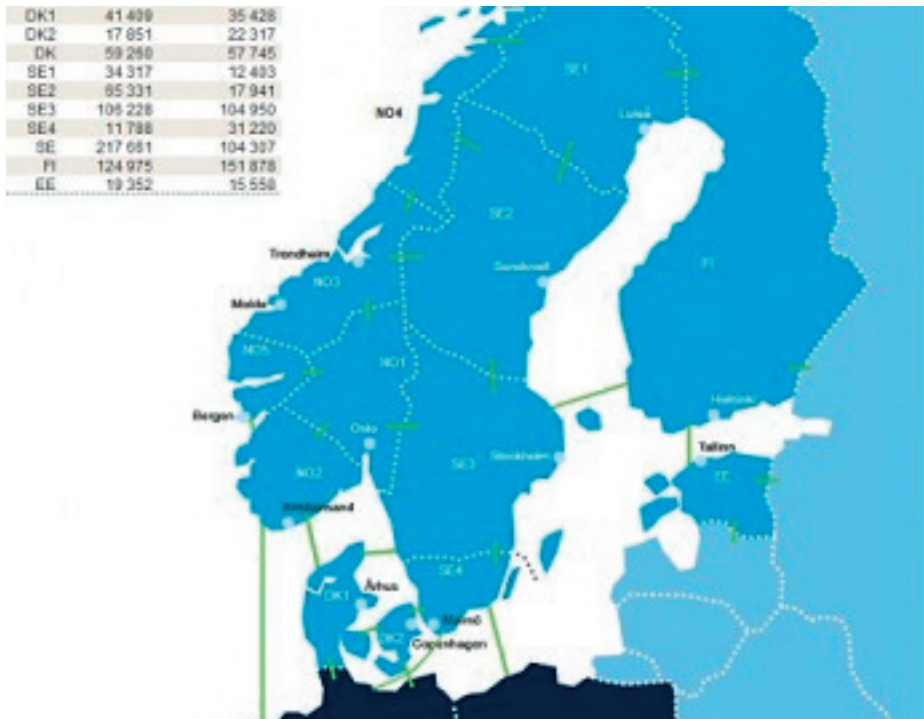 DK1 41 409 35 428
DK2 17 851 22 317
DK 59 260 57 745
SE1 34 317 12 403
SE2 65 331 17 941
SE3 106 228 104 950
SE4 11 788 31 220
SE 217 661 104 307
FI 124 975 151 878
EE 19 352 15 558
SE1
NO4
Luleå
SE2
Trondheim
Sundsvall
FI
NO3
Molde
NO5
NO1
Bergen
Oslo
Helsinki
Tallinn
Stockholm
SE3
NO2
EE
Kristiansand
SE4
Århus
DK1
Malmö
DK2
Copenhagen